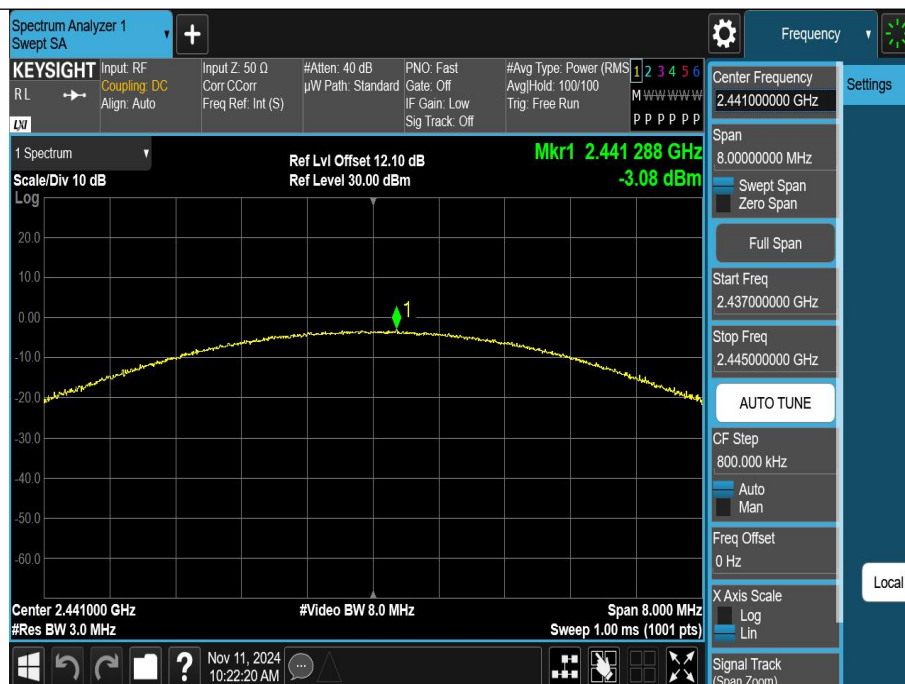 Spectrum Analyzer 1
Swept SA
+
Frequency
KEYSIGHT
RL
LXI
Input: RF
Coupling: DC
Align: Auto
Input Z: 50 Ω
Corr CCorr
Freq Ref: Int (S)
#Atten: 40 dB
µW Path: Standard
PNO: Fast
Gate: Off
IF Gain: Low
Sig Track: Off
#Avg Type: Power (RMS
Avg|Hold: 100/100
Trig: Free Run
1 2 3 4 5 6
M W W W W W
P P P P P P
1 Spectrum
Scale/Div 10 dB
Log
Ref Lvl Offset 12.10 dB
Ref Level 30.00 dBm
Mkr1 2.441 288 GHz
-3.08 dBm
20.0
10.0
0.00
-10.0
-20.0
-30.0
-40.0
-50.0
-60.0
1
Center 2.441000 GHz
#Res BW 3.0 MHz
#Video BW 8.0 MHz
Span 8.000 MHz
Sweep 1.00 ms (1001 pts)
?
Nov 11, 2024
10:22:20 AM
Center Frequency
2.441000000 GHz
Span
8.00000000 MHz
Swept Span
Zero Span
Full Span
Start Freq
2.437000000 GHz
Stop Freq
2.445000000 GHz
AUTO TUNE
CF Step
800.000 kHz
Auto
Man
Freq Offset
0 Hz
X Axis Scale
Log
Lin
Signal Track
(Span Zoom)
Settings
Local